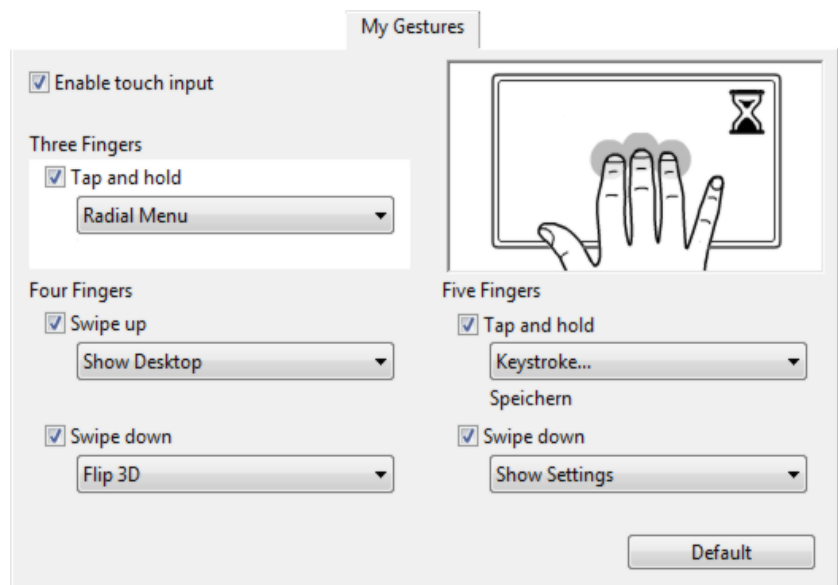 My Gestures
Enable touch input
Three Fingers
Tap and hold
Radial Menu
Four Fingers
Swipe up
Show Desktop
Swipe down
Flip 3D
Five Fingers
Tap and hold
Keystroke...
Speichern
Swipe down
Show Settings
Default